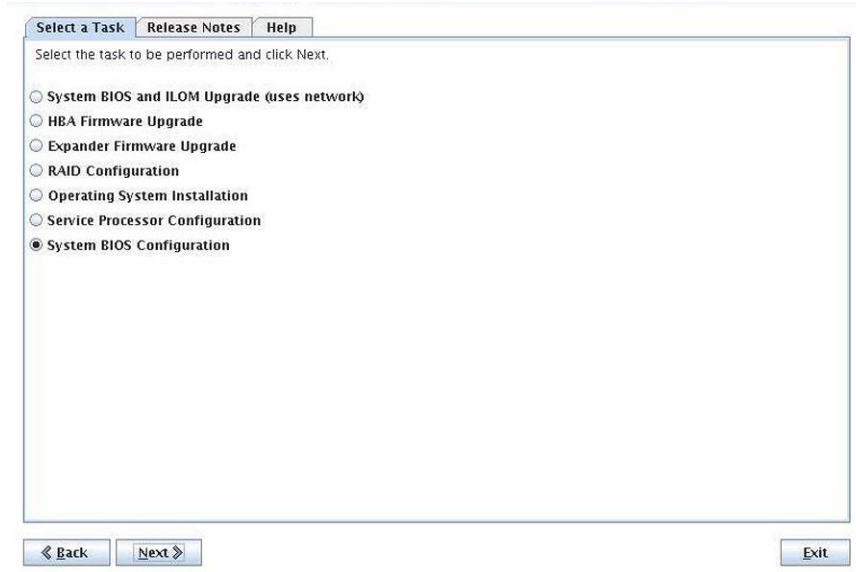 Select a Task
Release Notes
Help
Select the task to be performed and click Next.
System BIOS and ILOM Upgrade (uses network)
HBA Firmware Upgrade
Expander Firmware Upgrade
RAID Configuration
Operating System Installation
Service Processor Configuration
System BIOS Configuration
Back
Next
Exit